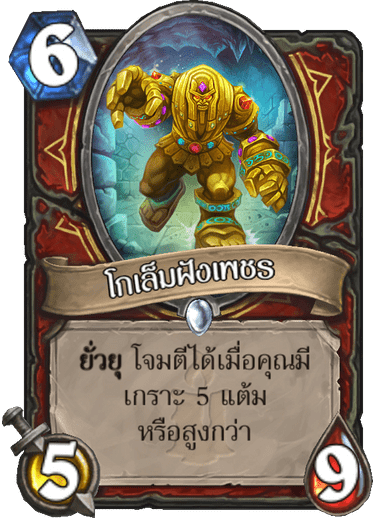 6
โกเล็มฝังเพชร
ยั่วยุ โจมตีได้เมื่อคุณมี
เกราะ 5 แต้ม
หรือสูงกว่า
5
9